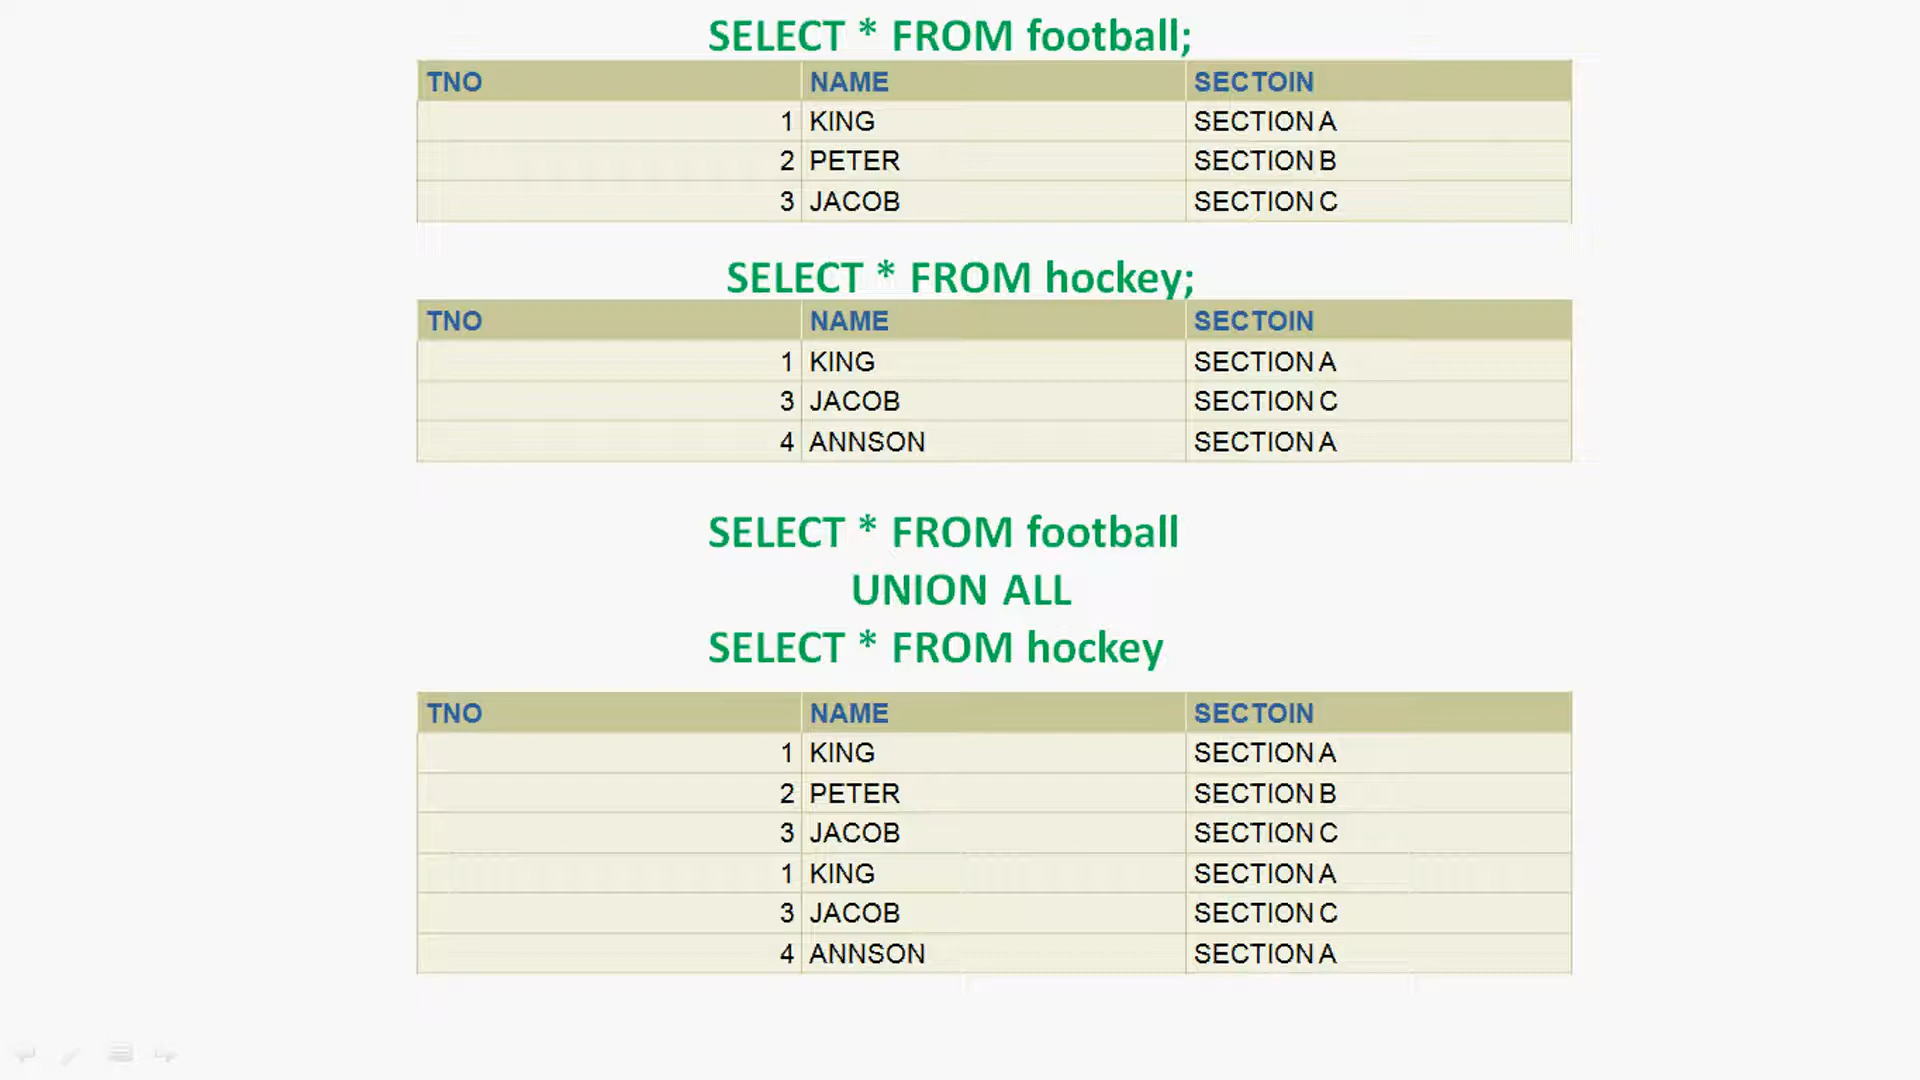 SELECT * FROM football;
TNO NAME SECTOIN
1 KING SECTION A
2 PETER SECTION B
3 JACOB SECTION C
SELECT * FROM hockey;
TNO NAME SECTOIN
1 KING SECTION A
3 JACOB SECTION C
4 ANNSON SECTION A
SELECT * FROM football
UNION ALL
SELECT * FROM hockey
TNO NAME SECTOIN
1 KING SECTION A
2 PETER SECTION B
3 JACOB SECTION C
1 KING SECTION A
3 JACOB SECTION C
4 ANNSON SECTION A